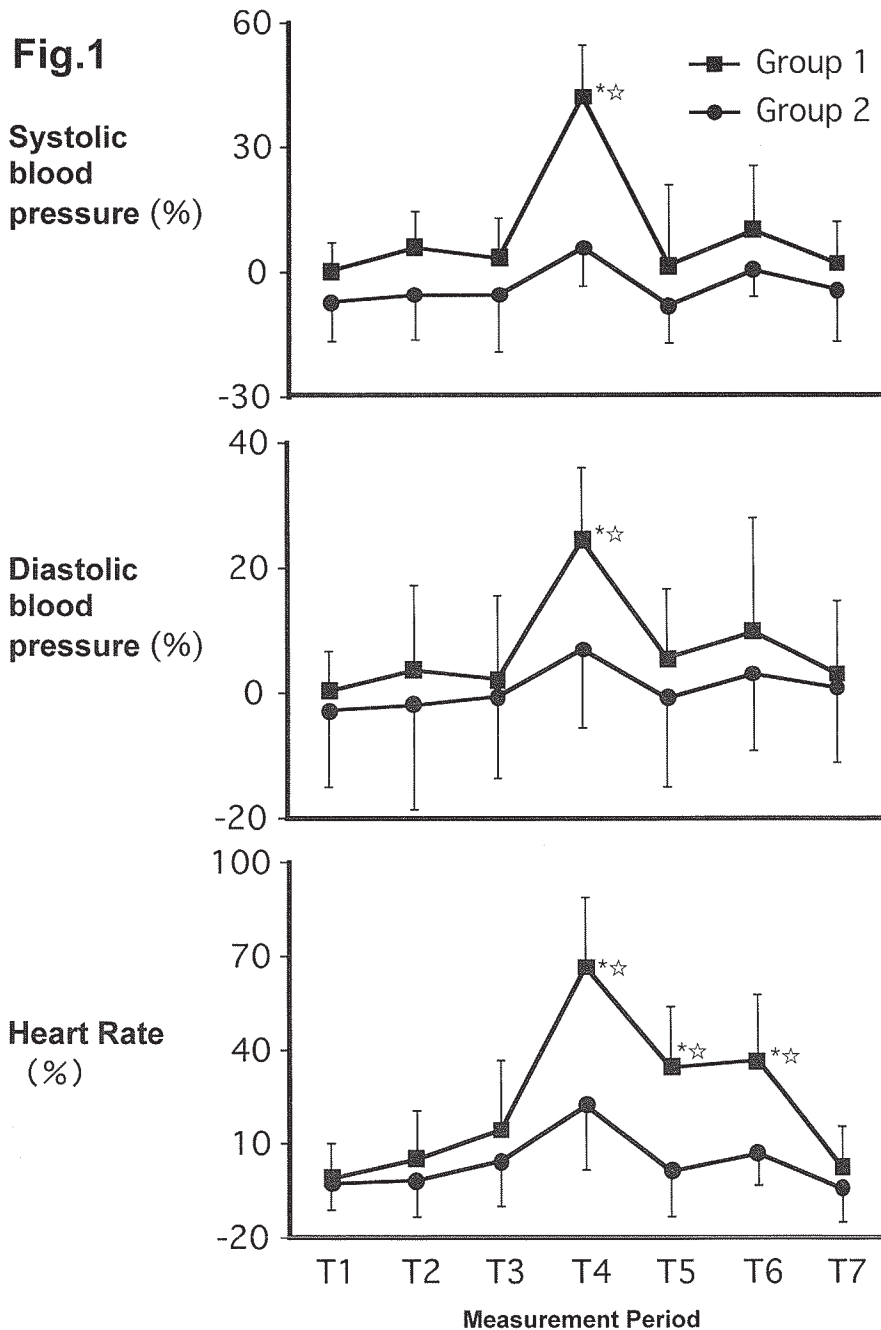 Fig.1
Group 1
Group 2
Systolic
blood
pressure (%)
60
30
0
-30
*☆
Diastolic
blood
pressure (%)
40
20
0
-20
*☆
Heart Rate
(%)
100
70
40
10
-20
*☆
*☆
*☆
T1 T2 T3 T4 T5 T6 T7
Measurement Period